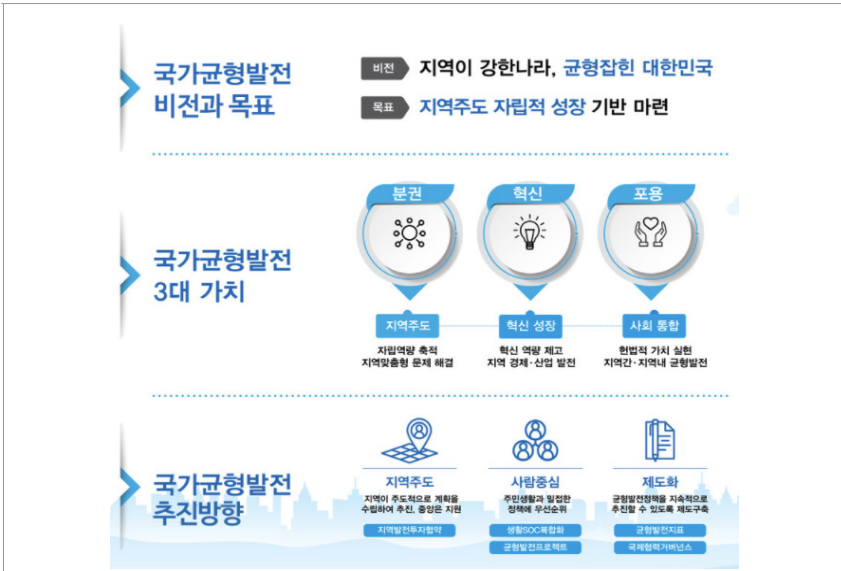 국가균형발전
비전과 목표
비전 지역이 강한나라, 균형잡힌 대한민국
목표 지역주도 자립적 성장 기반 마련
국가균형발전
3대 가치
분권
혁신
포용
지역주도
혁신 성장
사회 통합
자립역량 축적
지역맞춤형 문제 해결
혁신 역량 제고
지역 경제·산업 발전
헌법적 가치 실현
지역간·지역내 균형발전
국가균형발전
추진방향
지역주도
지역이 주도적으로 계획을
수립하여 추진, 중앙은 지원
지역발전투자협약
사람중심
주민생활과 밀접한
정책에 우선순위
생활SOC복합화
균형발전프로젝트
제도화
균형발전정책을 지속적으로
추진할 수 있도록 제도구축
균형발전지표
국제협력거버넌스